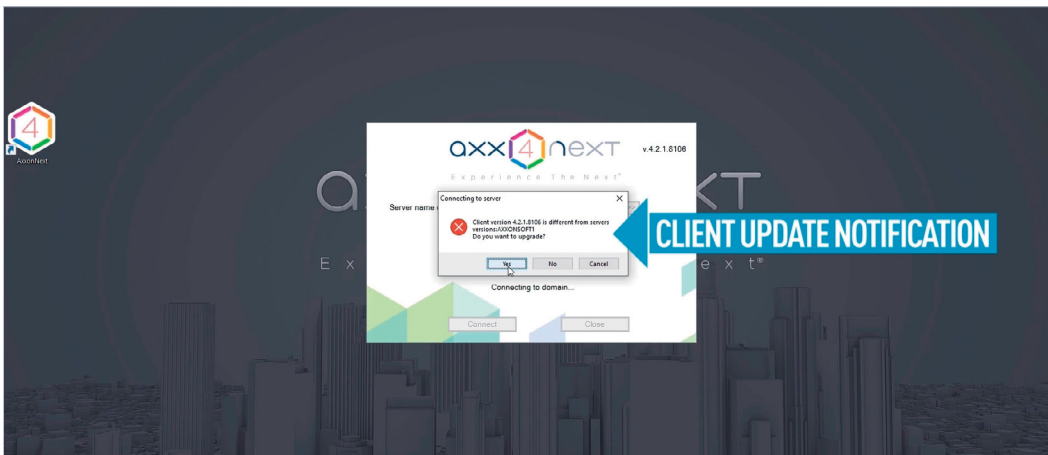 4
AxxonNext
axx4next
v.4.2.1.8106
Experience The Next®
Server name
Connecting to server
Client version 4.2.1.8106 is different from servers
versions:AXXONSOFT1
Do you want to upgrade?
Yes
No
Cancel
CLIENT UPDATE NOTIFICATION
Connecting to domain...
Connect
Close